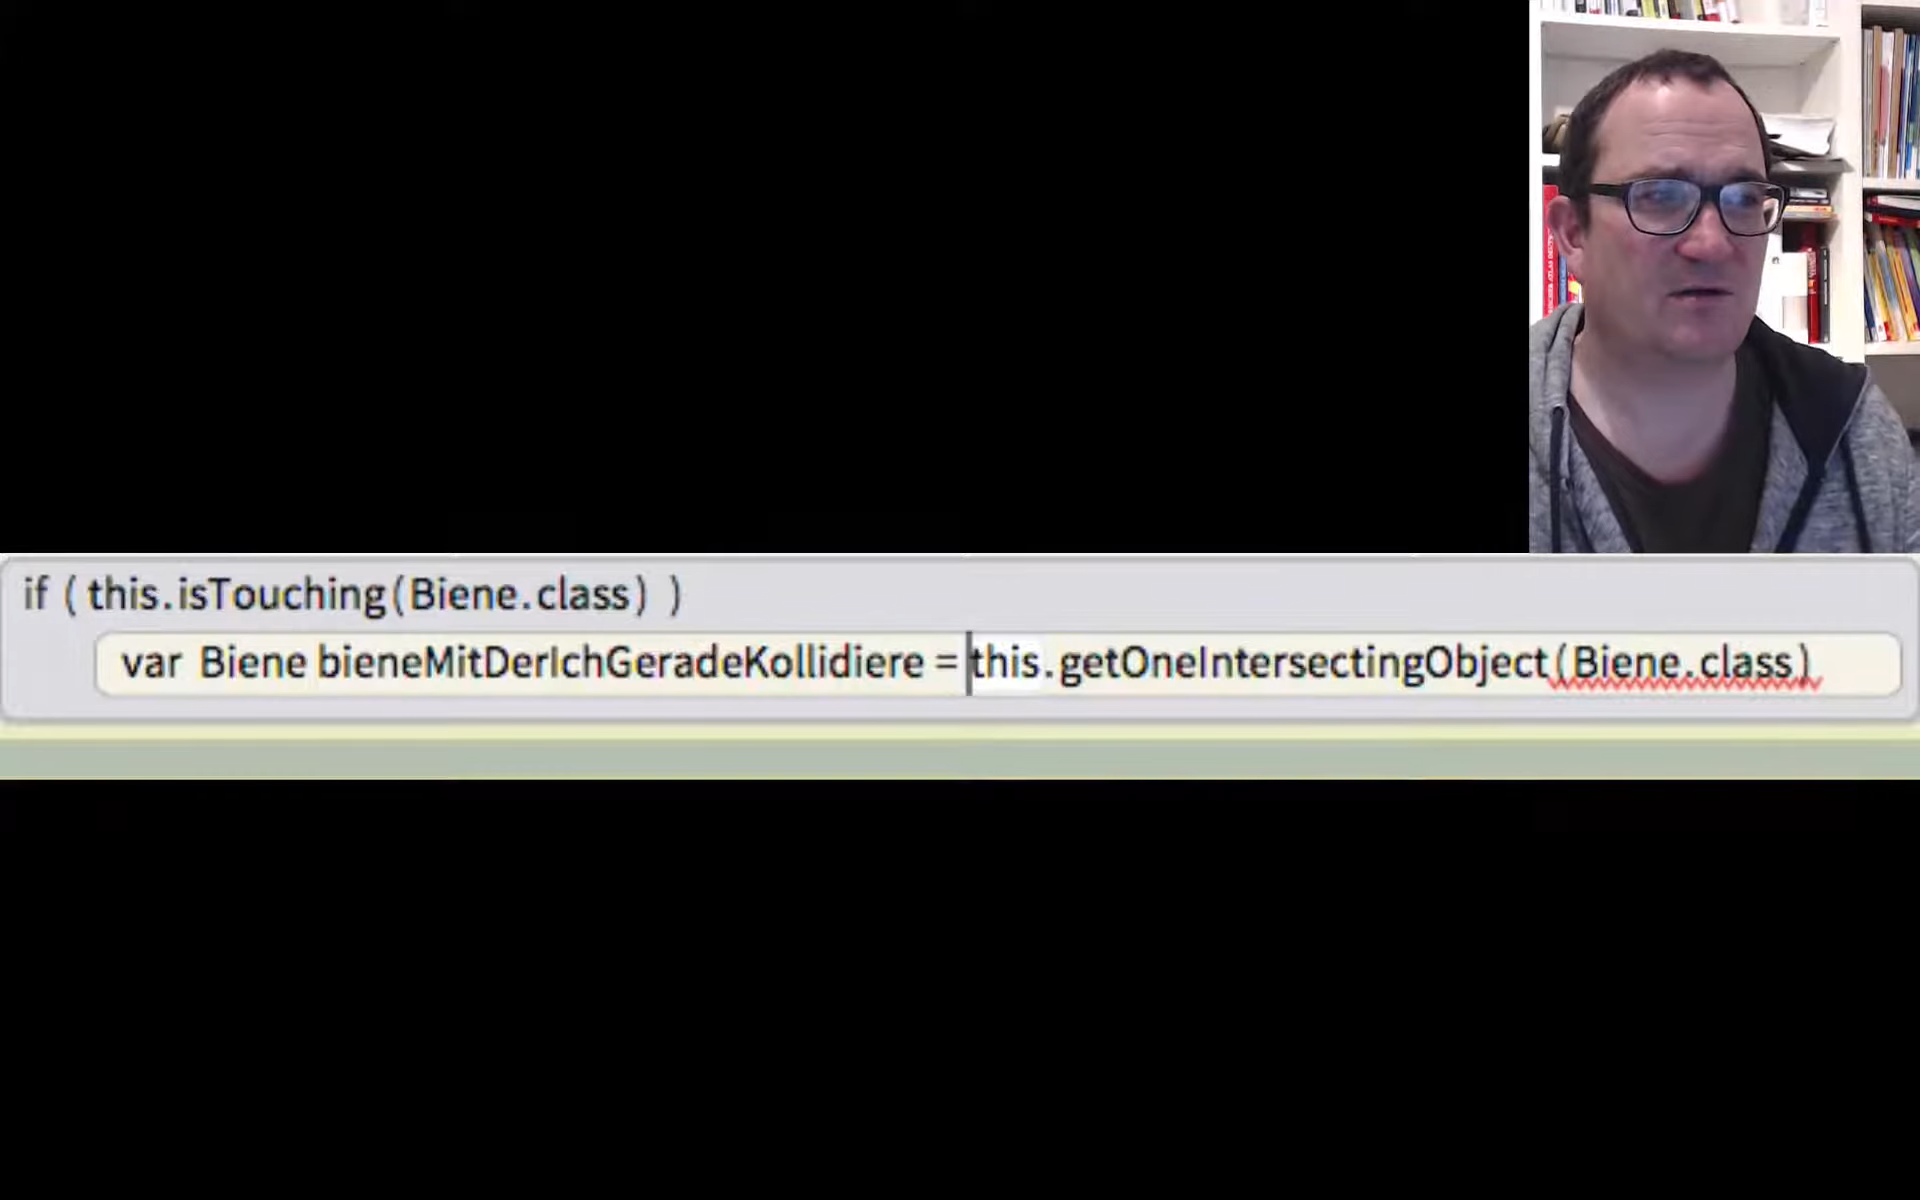 if ( this.isTouching(Biene.class) )
var Biene bieneMitDerIchGeradeKollidiere = this.getOneIntersectingObject(Biene.class)